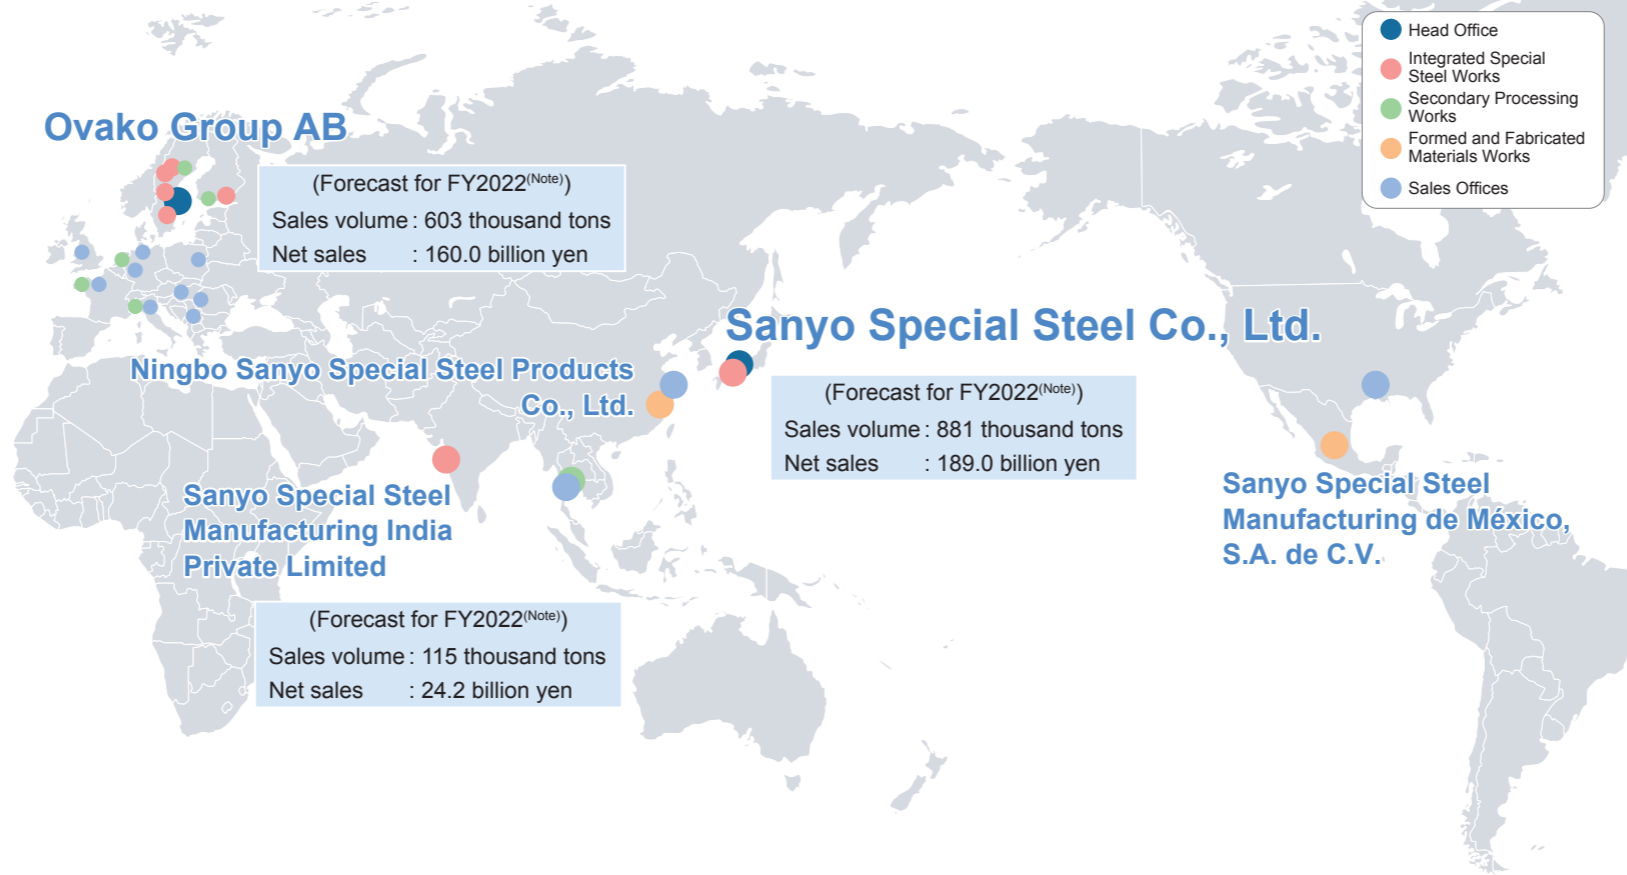 Head Office
Integrated Special
Steel Works
Secondary Processing
Works
Formed and Fabricated
Materials Works
Sales Offices
Ovako Group AB
(Forecast for FY2022(Note))
Sales volume : 603 thousand tons
Net sales : 160.0 billion yen
Sanyo Special Steel Co., Ltd.
(Forecast for FY2022(Note))
Sales volume : 881 thousand tons
Net sales : 189.0 billion yen
Ningbo Sanyo Special Steel Products
Co., Ltd.
Sanyo Special Steel
Manufacturing India
Private Limited
(Forecast for FY2022(Note))
Sales volume : 115 thousand tons
Net sales : 24.2 billion yen
Sanyo Special Steel
Manufacturing de México,
S.A. de C.V.